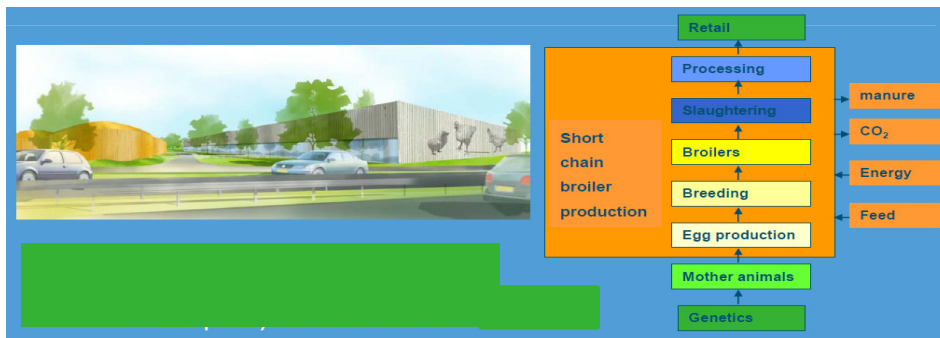 Retail
Processing
Slaughtering
Broilers
Breeding
Egg production
Mother animals
Genetics
Short
chain
broiler
production
manure
CO₂
Energy
Feed